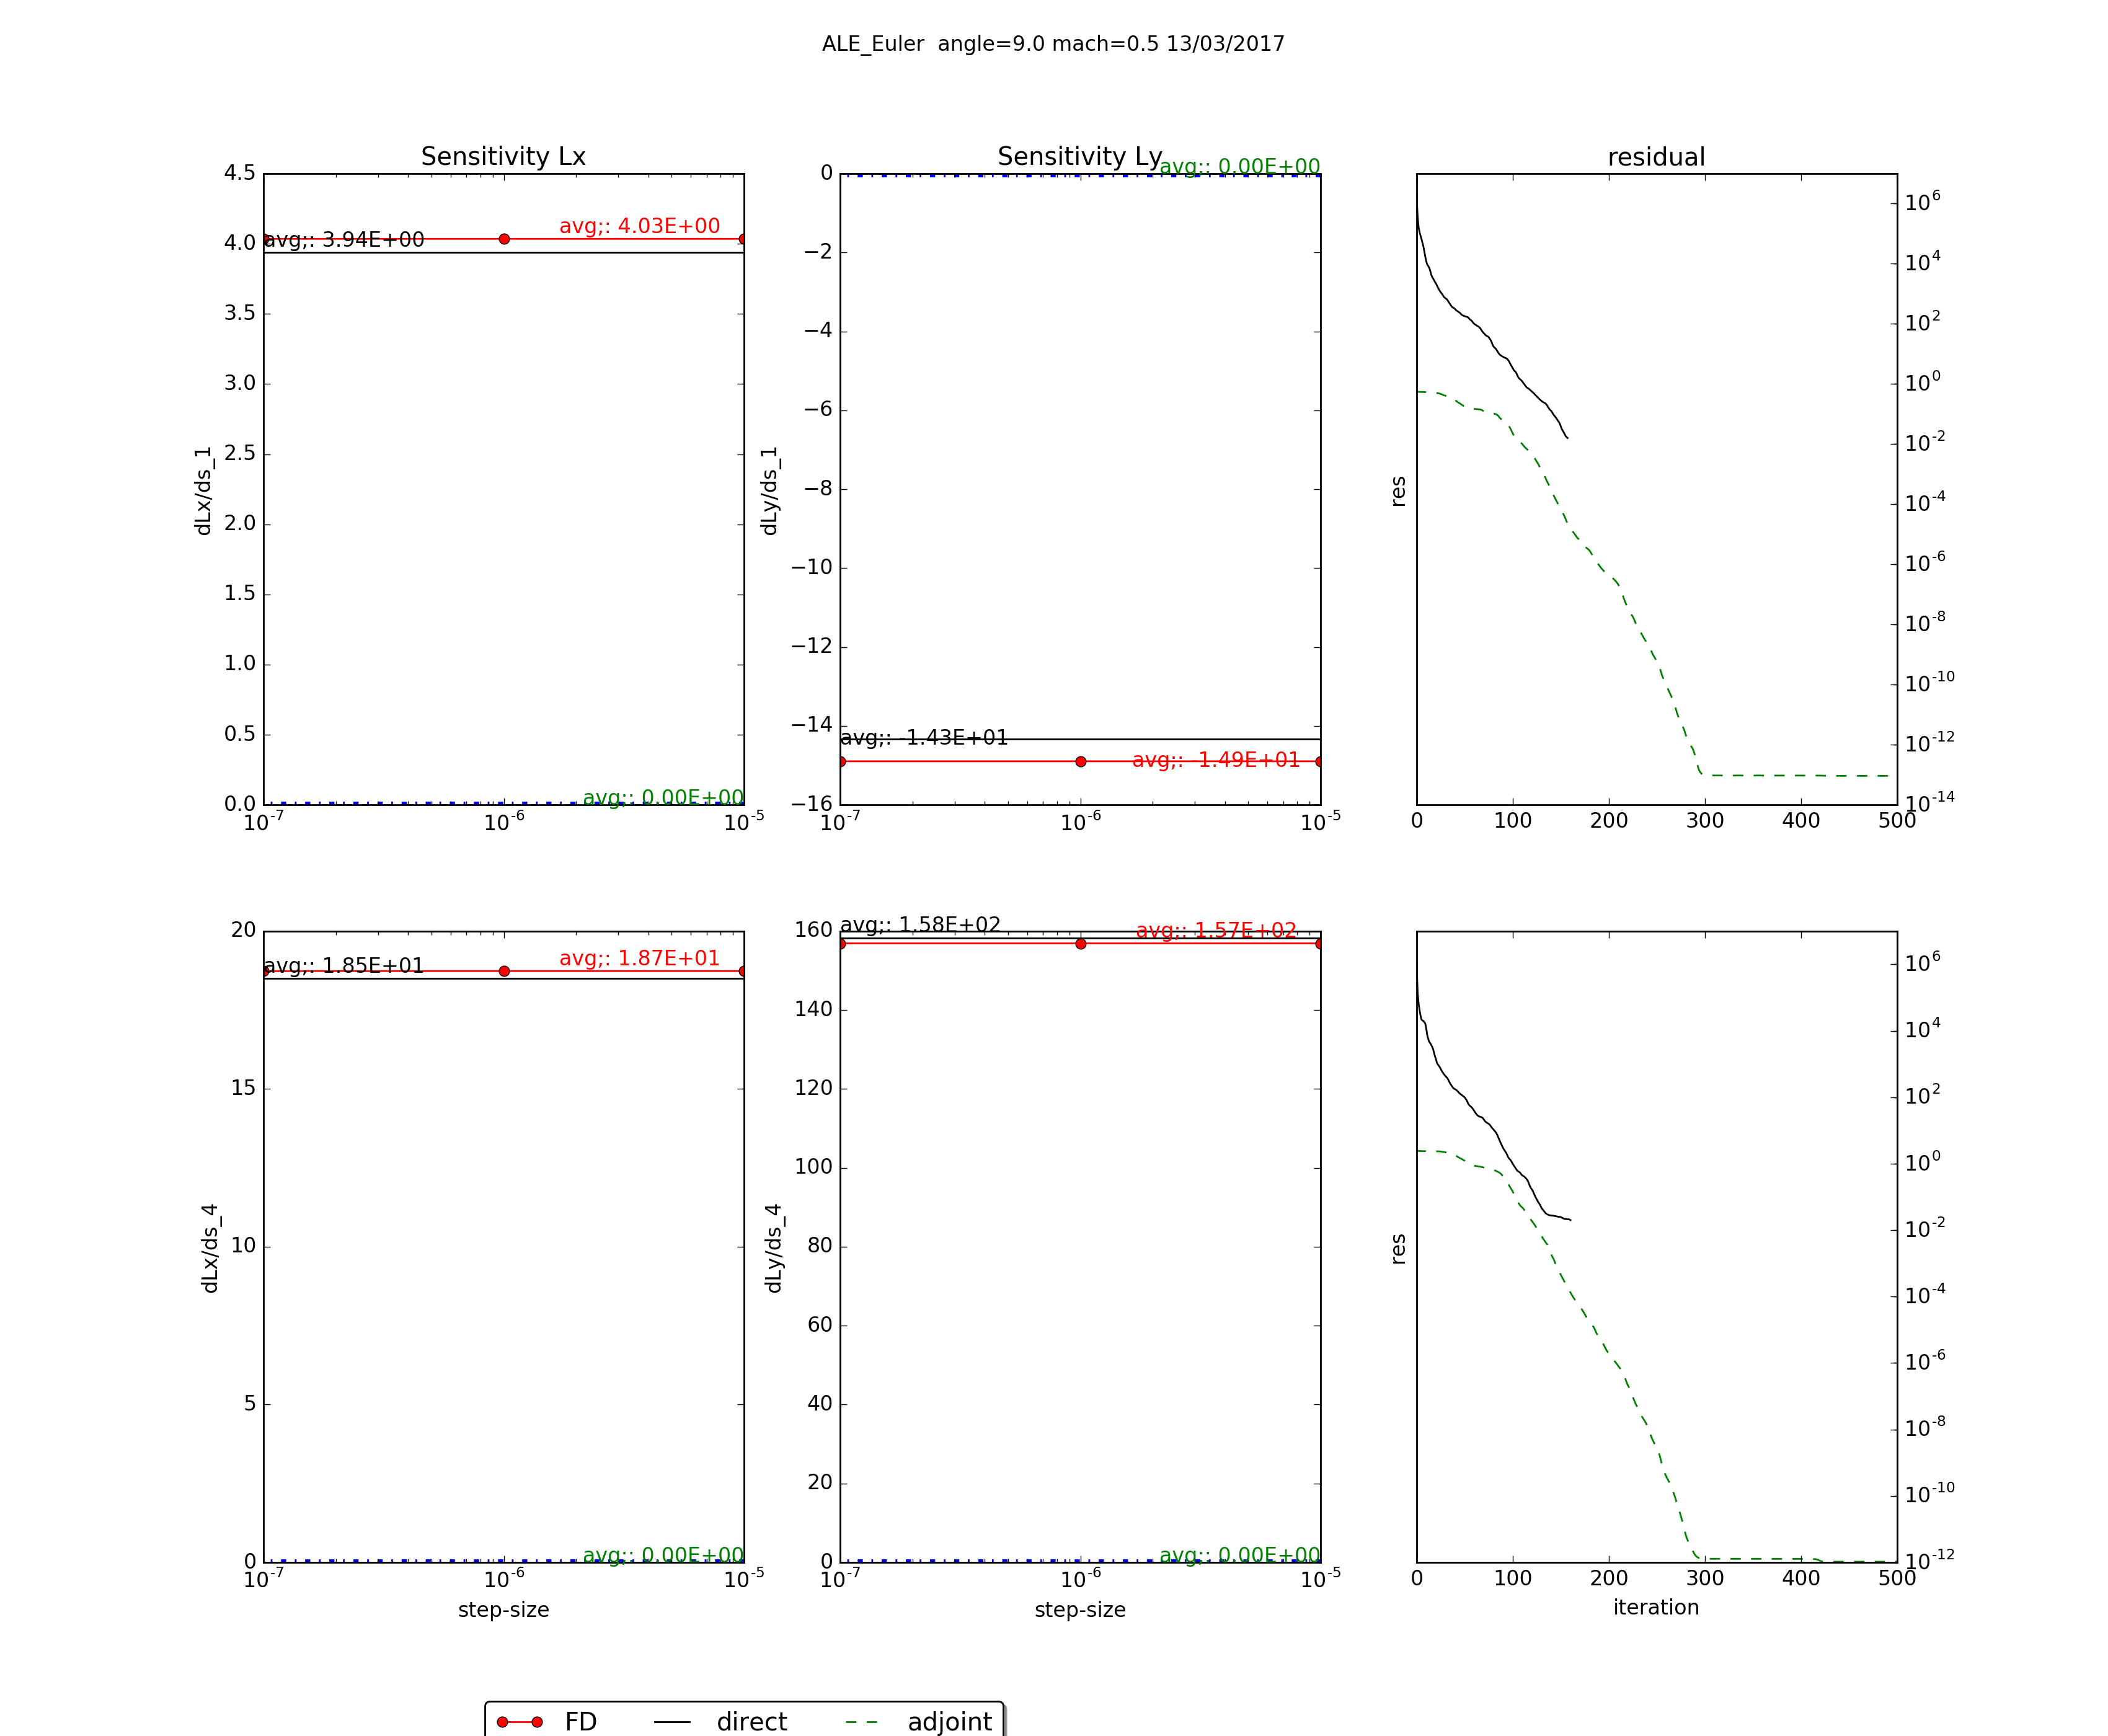 ALE_Euler  angle=9.0 mach=0.5 13/03/2017
Sensitivity Lx
4.5
4.0
3.5
3.0
2.5
2.0
1.5
1.0
0.5
0.0
dLx/ds_1
avg;: 3.94E+00
avg;: 4.03E+00
avg;: 0.00E+00
10^-7 10^-6 10^-5
Sensitivity Ly
0
−2
−4
−6
−8
−10
−12
−14
−16
dLy/ds_1
avg;: 0.00E+00
avg;: -1.43E+01
avg;: -1.49E+01
10^-7 10^-6 10^-5
residual
res
10^6
10^4
10^2
10^0
10^-2
10^-4
10^-6
10^-8
10^-10
10^-12
10^-14
0 100 200 300 400 500
20
15
10
5
0
dLx/ds_4
avg;: 1.85E+01
avg;: 1.87E+01
avg;: 0.00E+00
10^-7 10^-6 10^-5
step-size
160
140
120
100
80
60
40
20
0
dLy/ds_4
avg;: 1.58E+02
avg;: 1.57E+02
avg;: 0.00E+00
10^-7 10^-6 10^-5
step-size
res
10^6
10^4
10^2
10^0
10^-2
10^-4
10^-6
10^-8
10^-10
10^-12
0 100 200 300 400 500
iteration
FD direct adjoint